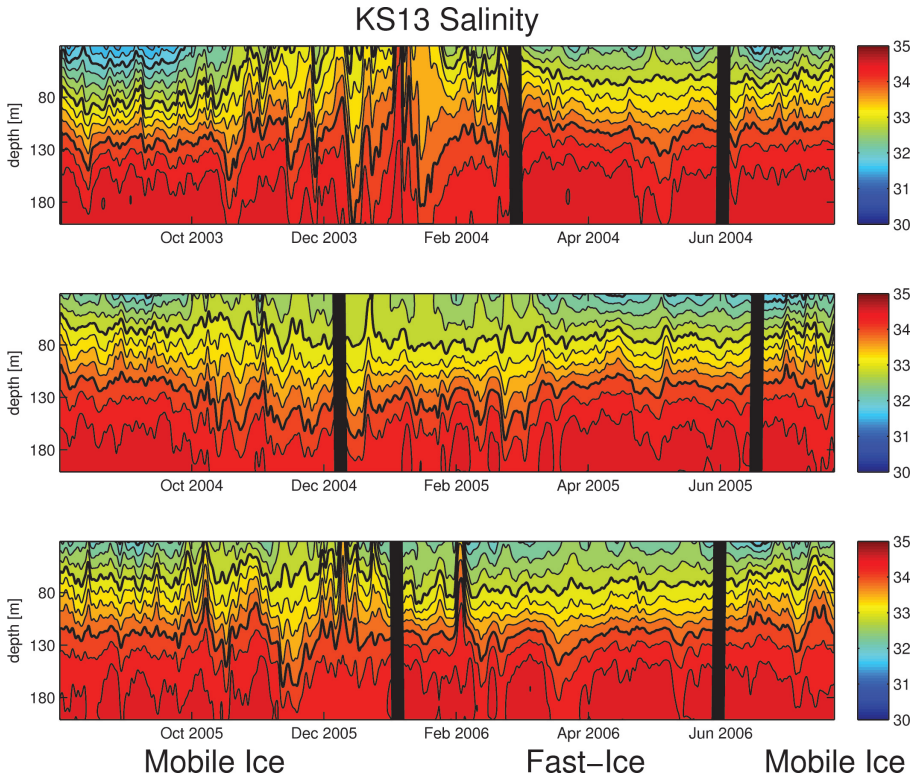 KS13 Salinity
depth [m]
80
130
180
Oct 2003
Dec 2003
Feb 2004
Apr 2004
Jun 2004
35
34
33
32
31
30
depth [m]
80
130
180
Oct 2004
Dec 2004
Feb 2005
Apr 2005
Jun 2005
35
34
33
32
31
30
depth [m]
80
130
180
Oct 2005
Dec 2005
Feb 2006
Apr 2006
Jun 2006
35
34
33
32
31
30
Mobile Ice
Fast−Ice
Mobile Ice